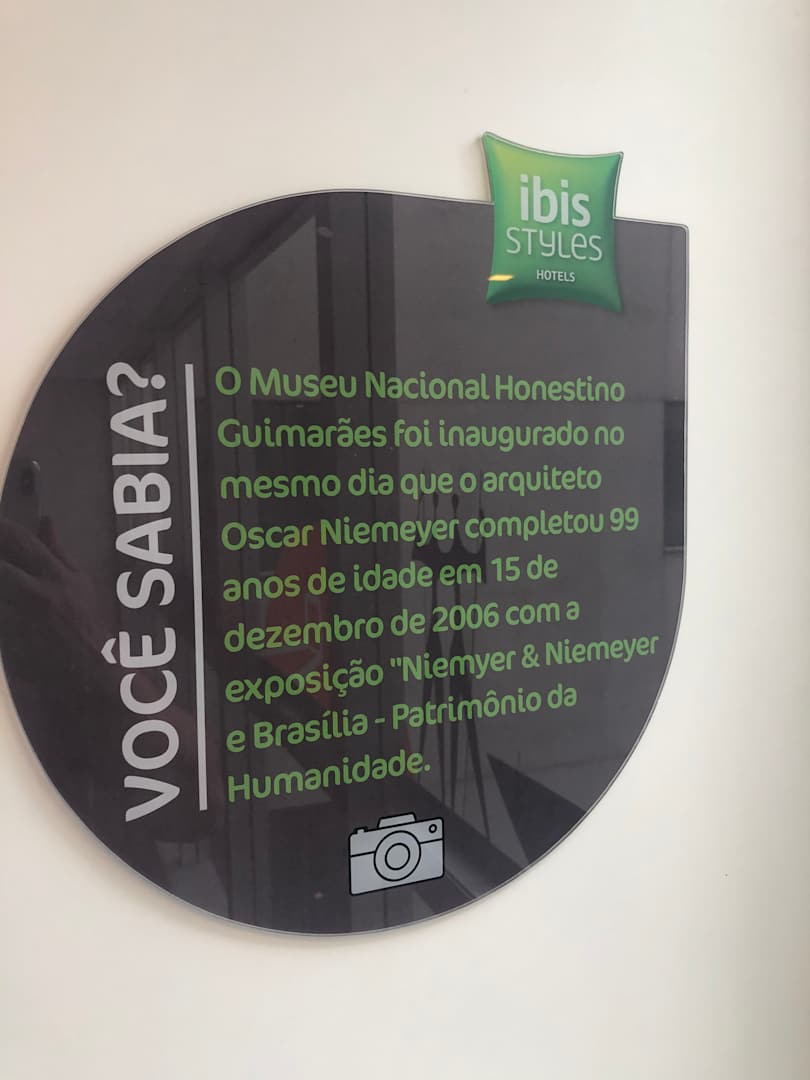 ibis
STYLES
HOTELS
VOCÊ SABIA?
O Museu Nacional Honestino
Guimarães foi inaugurado no
mesmo dia que o arquiteto
Oscar Niemeyer completou 99
anos de idade em 15 de
dezembro de 2006 com a
exposição "Niemyer & Niemeyer
e Brasília - Patrimônio da
Humanidade.